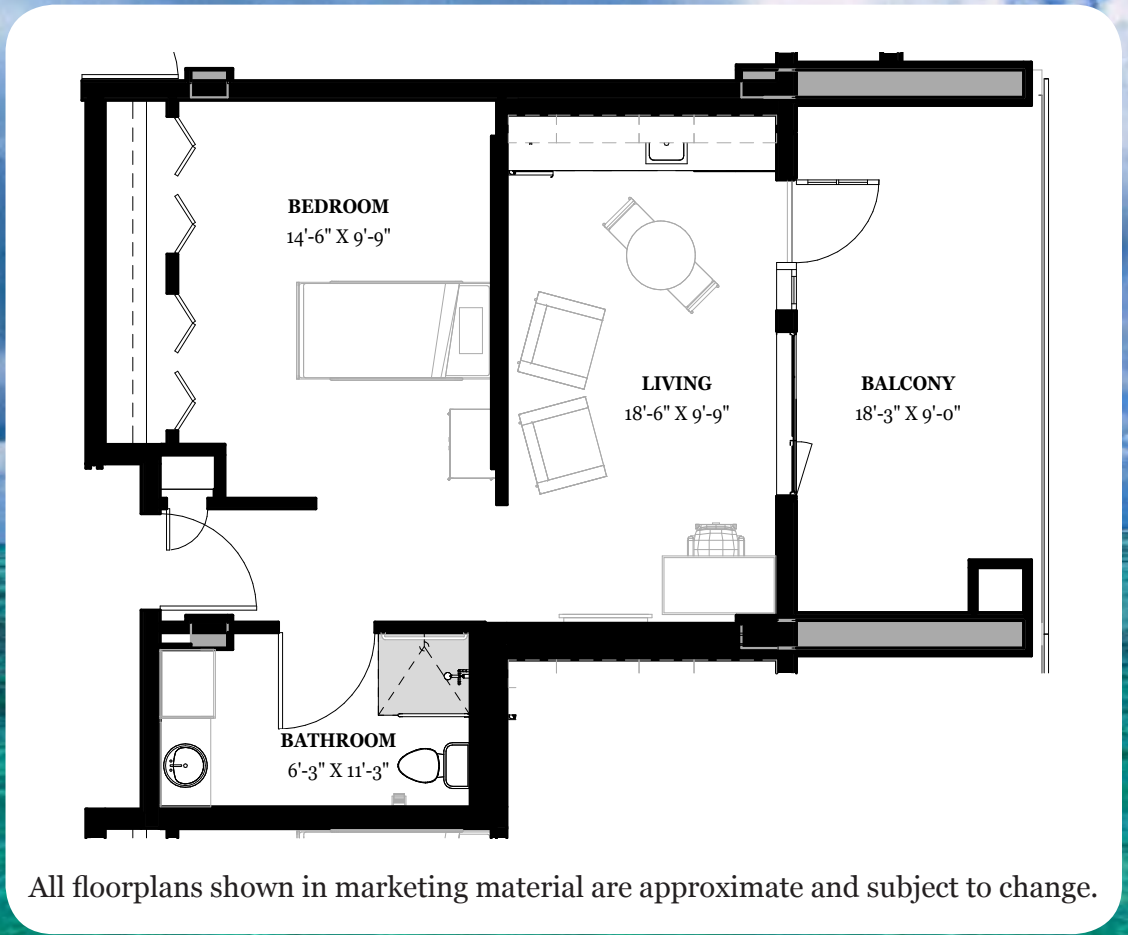 BEDROOM
14'-6" X 9'-9"
LIVING
18'-6" X 9'-9"
BALCONY
18'-3" X 9'-0"
BATHROOM
6'-3" X 11'-3"
All floorplans shown in marketing material are approximate and subject to change.